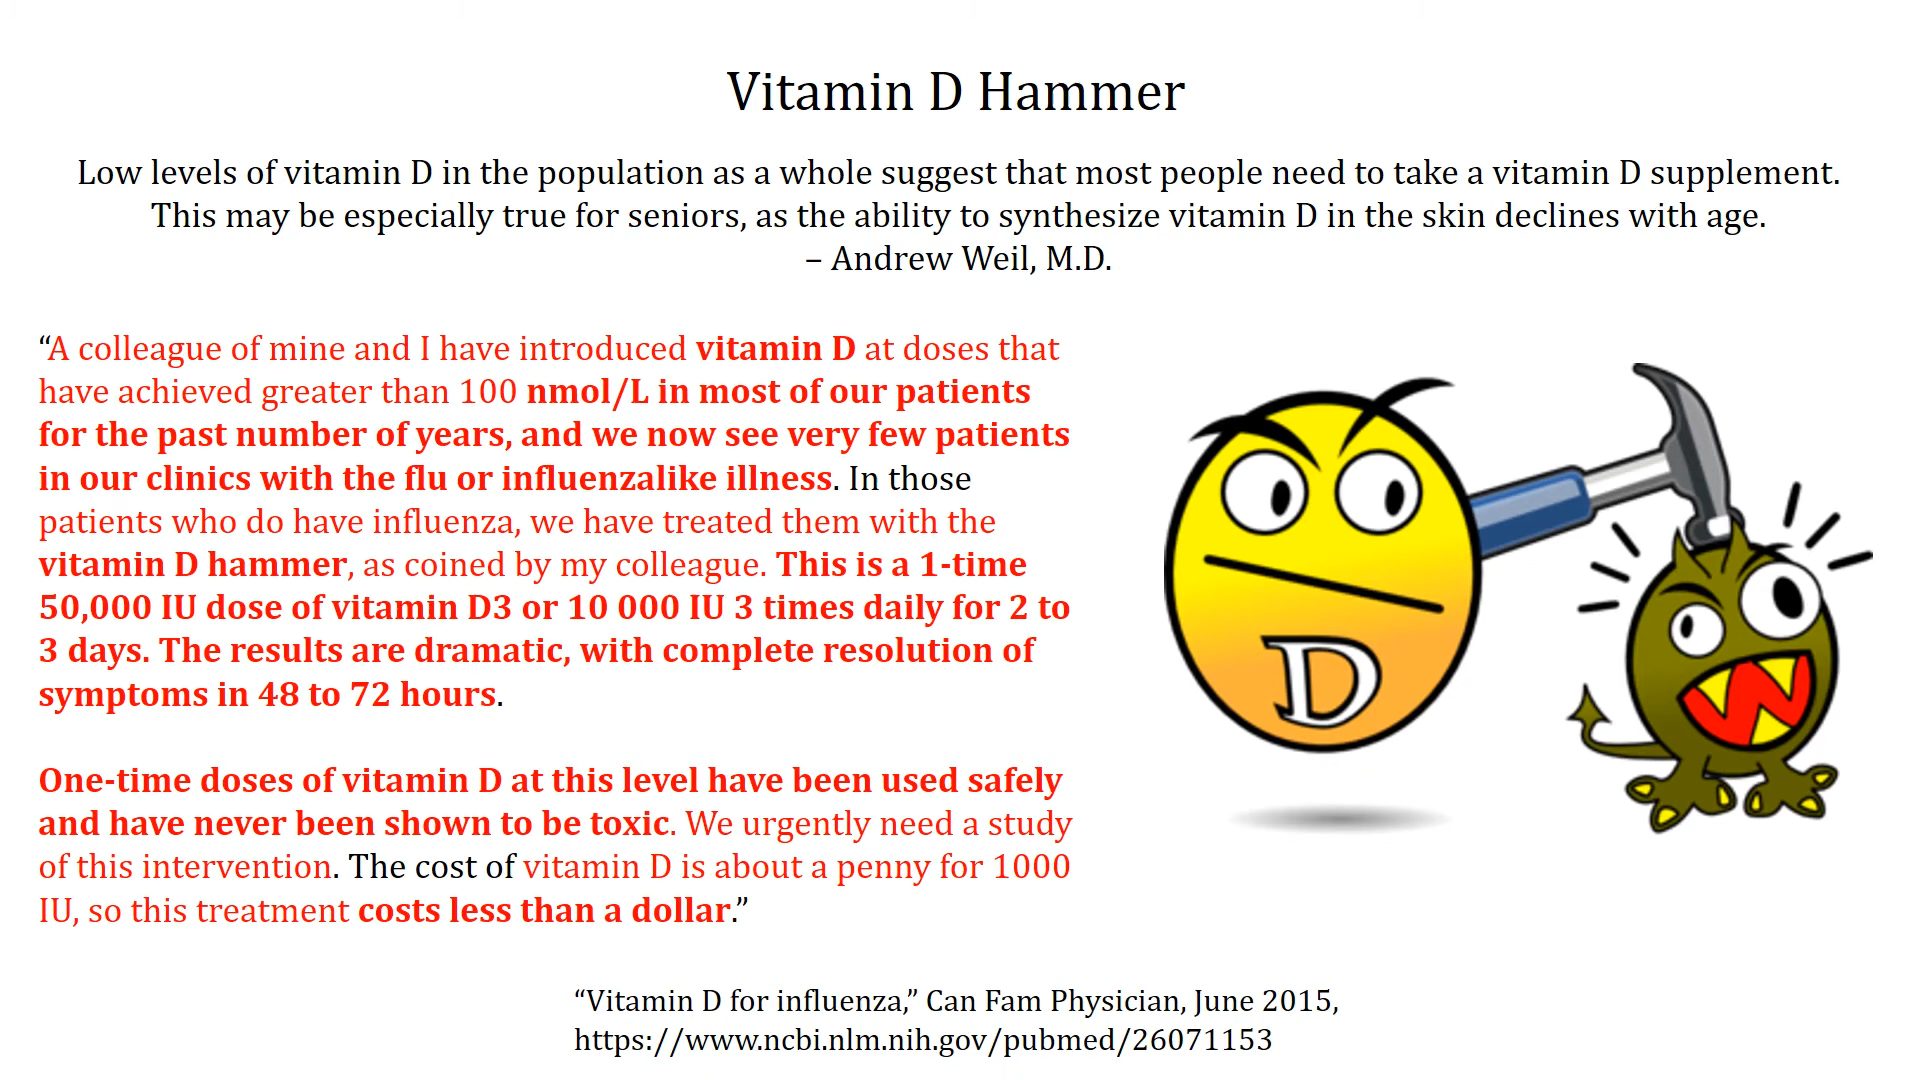 Vitamin D Hammer
Low levels of vitamin D in the population as a whole suggest that most people need to take a vitamin D supplement.
This may be especially true for seniors, as the ability to synthesize vitamin D in the skin declines with age.
– Andrew Weil, M.D.
“A colleague of mine and I have introduced vitamin D at doses that
have achieved greater than 100 nmol/L in most of our patients
for the past number of years, and we now see very few patients
in our clinics with the flu or influenzalike illness. In those
patients who do have influenza, we have treated them with the
vitamin D hammer, as coined by my colleague. This is a 1-time
50,000 IU dose of vitamin D3 or 10 000 IU 3 times daily for 2 to
3 days. The results are dramatic, with complete resolution of
symptoms in 48 to 72 hours.
One-time doses of vitamin D at this level have been used safely
and have never been shown to be toxic. We urgently need a study
of this intervention. The cost of vitamin D is about a penny for 1000
IU, so this treatment costs less than a dollar.”
D
“Vitamin D for influenza,” Can Fam Physician, June 2015,
https://www.ncbi.nlm.nih.gov/pubmed/26071153